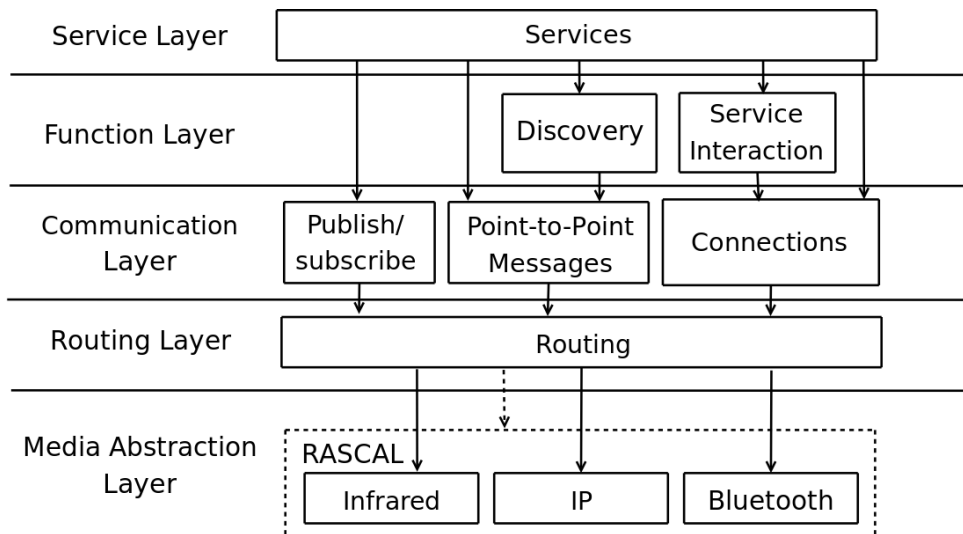 Service Layer
Services
Function Layer
Discovery
Service
Interaction
Communication
Layer
Publish/
subscribe
Point-to-Point
Messages
Connections
Routing Layer
Routing
Media Abstraction
Layer
RASCAL
Infrared
IP
Bluetooth